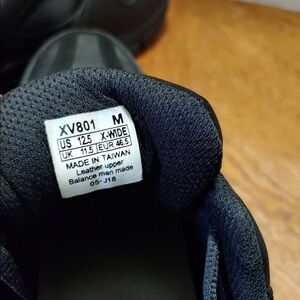 XV801 M
US 12.5 X-WIDE
UK 11.5 EUR 46.5
MADE IN TAIWAN
Leather upper
Balance man made
05-J18